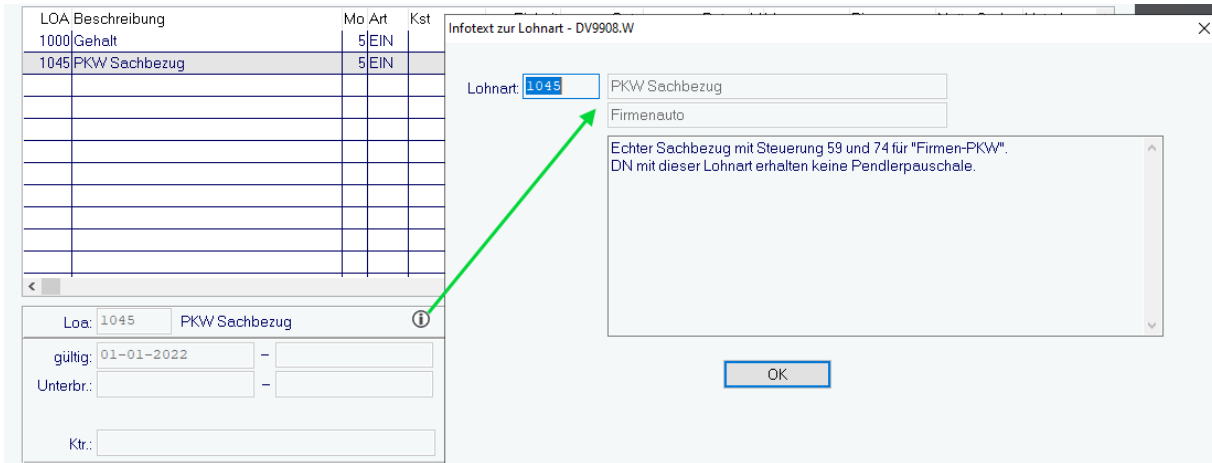 LOA Beschreibung Mo Art Kst
1000 Gehalt 5 EIN
1045 PKW Sachbezug 5 EIN
Loa: 1045 PKW Sachbezug
gültig: 01-01-2022 –
Unterbr.: –
Ktr.:
Infotext zur Lohnart - DV9908.W
Lohnart: 1045 PKW Sachbezug
Firmenauto
Echter Sachbezug mit Steuerung 59 und 74 für "Firmen-PKW".
DN mit dieser Lohnart erhalten keine Pendlerpauschale.
OK